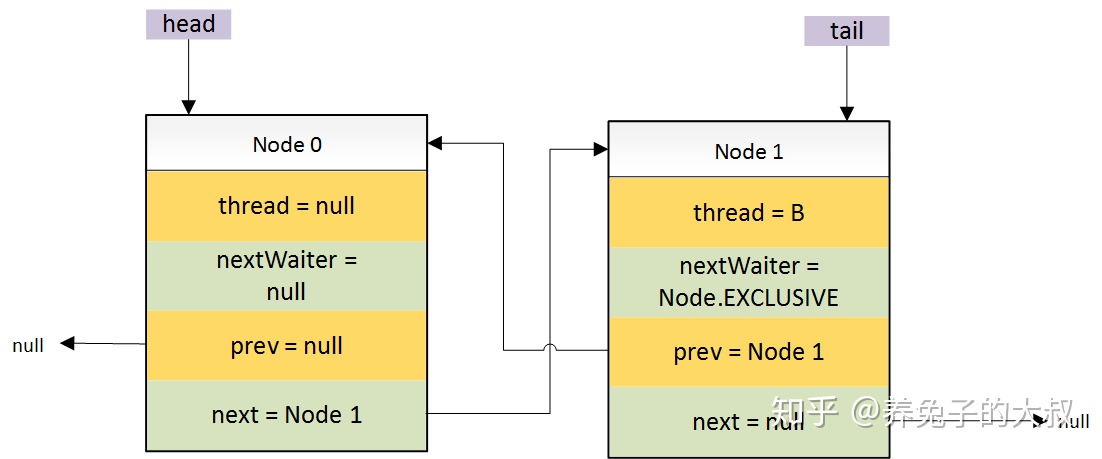 head
tail
Node 0
thread = null
nextWaiter =
null
prev = null
next = Node 1
null
Node 1
thread = B
nextWaiter =
Node.EXCLUSIVE
prev = Node 1
next = null
null
知乎 @养兔子的大叔